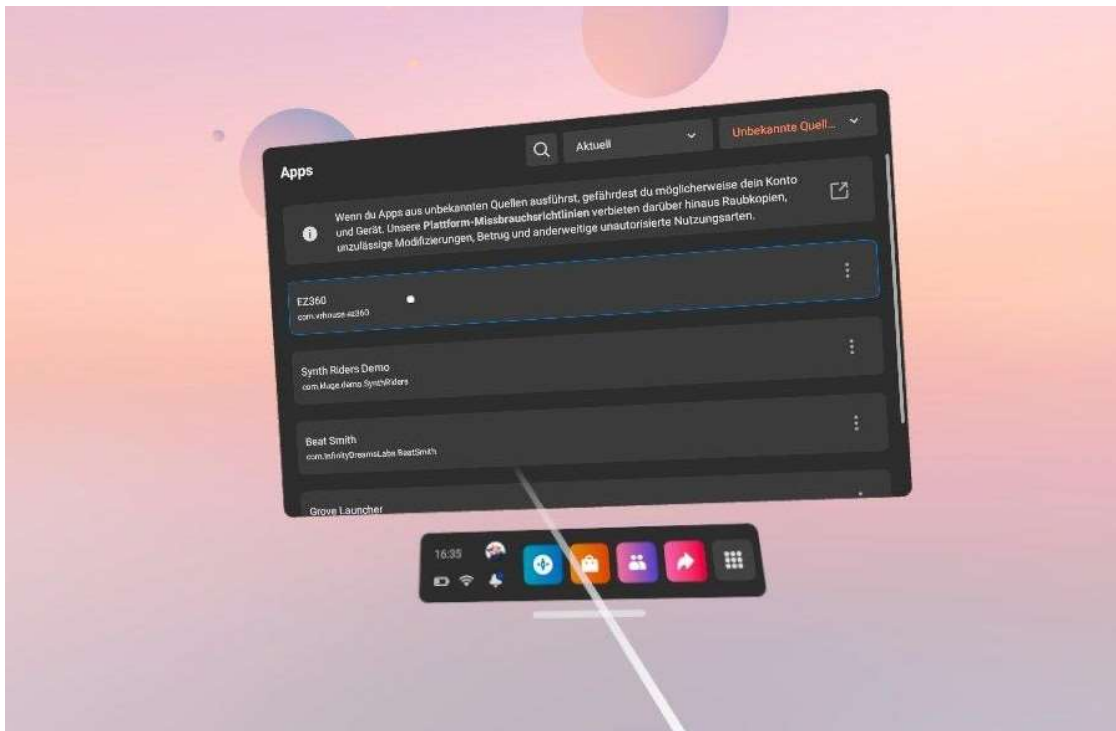 Apps
Aktuell
Unbekannte Quell...
Wenn du Apps aus unbekannten Quellen ausführst, gefährdest du möglicherweise dein Konto
und Gerät. Unsere Plattform-Missbrauchsrichtlinien verbieten darüber hinaus Raubkopien,
unzulässige Modifizierungen, Betrug und anderweitige unautorisierte Nutzungsarten.
EZ360
com.vrhouse.ez360
Synth Riders Demo
com.kluge.demo.SynthRiders
Beat Smith
com.InfinityDreamsLabs.BeatSmith
Grove Launcher
16:35